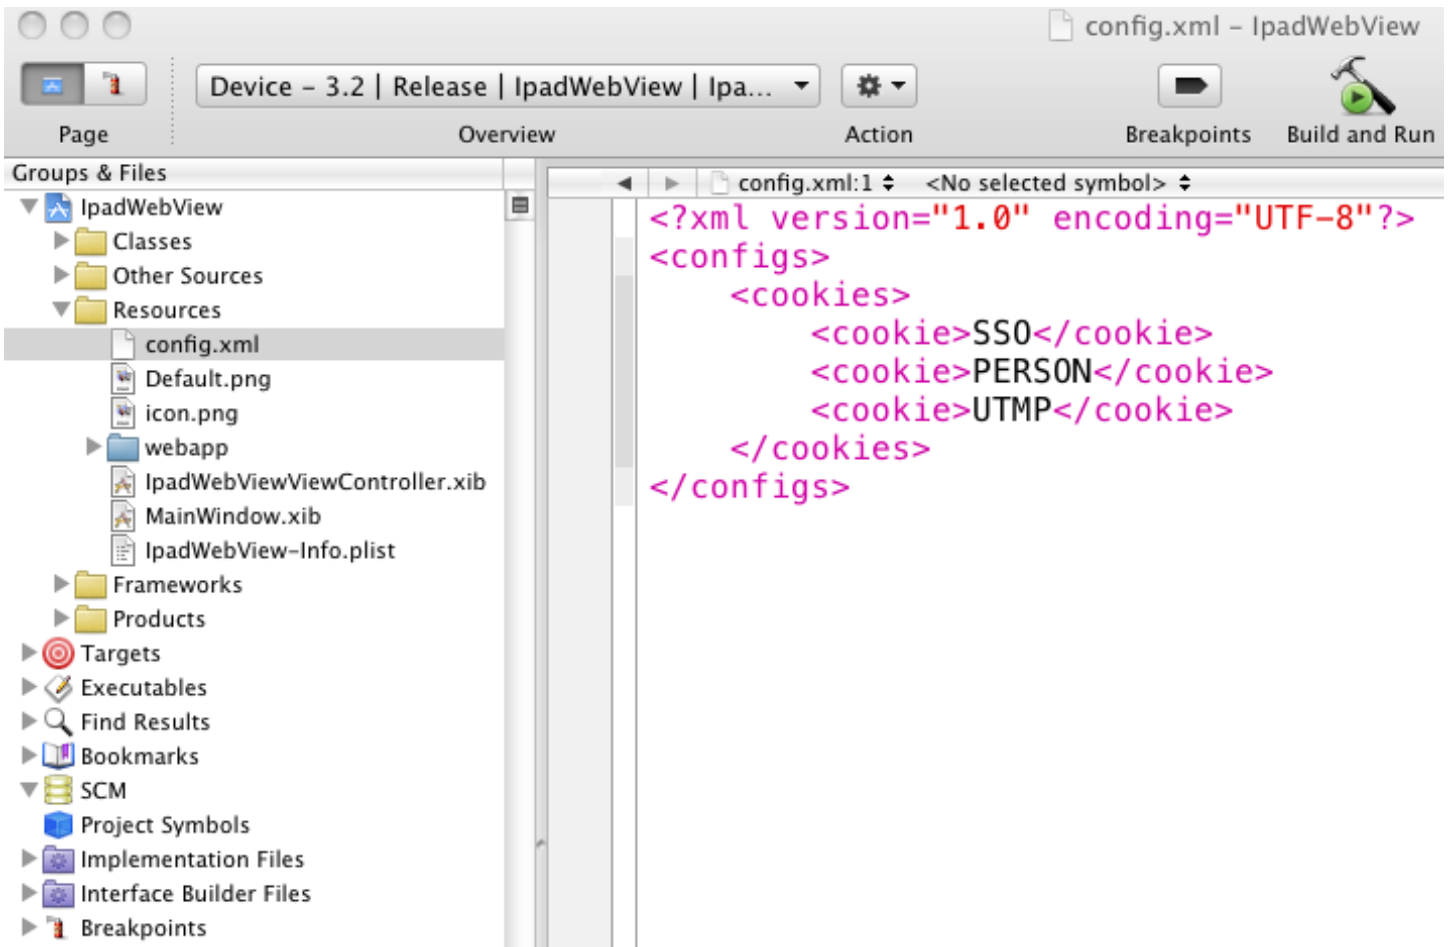 config.xml – IpadWebView
Device – 3.2 | Release | IpadWebView | Ipa...
Page
Overview
Action
Breakpoints
Build and Run
Groups & Files
IpadWebView
Classes
Other Sources
Resources
config.xml
Default.png
icon.png
webapp
IpadWebViewViewController.xib
MainWindow.xib
IpadWebView-Info.plist
Frameworks
Products
Targets
Executables
Find Results
Bookmarks
SCM
Project Symbols
Implementation Files
Interface Builder Files
Breakpoints
config.xml:1 <No selected symbol>
<?xml version="1.0" encoding="UTF-8"?>
<configs>
<cookies>
<cookie>SSO</cookie>
<cookie>PERSON</cookie>
<cookie>UTMP</cookie>
</cookies>
</configs>